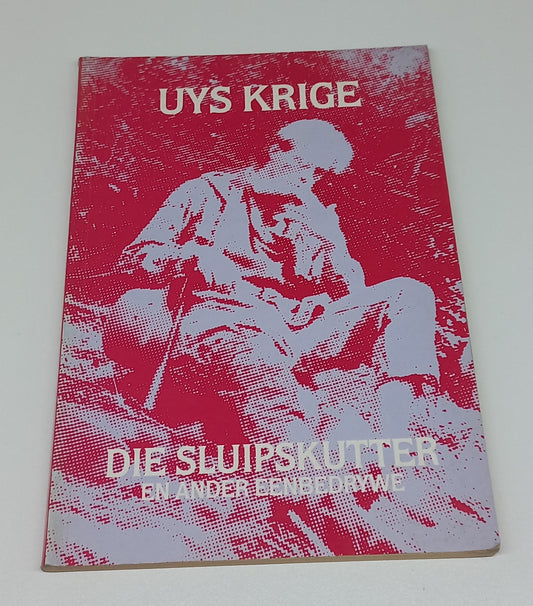 UYS KRIGE
DIE SLUIPSKUTTER
EN ANDER EENBEDRYWE